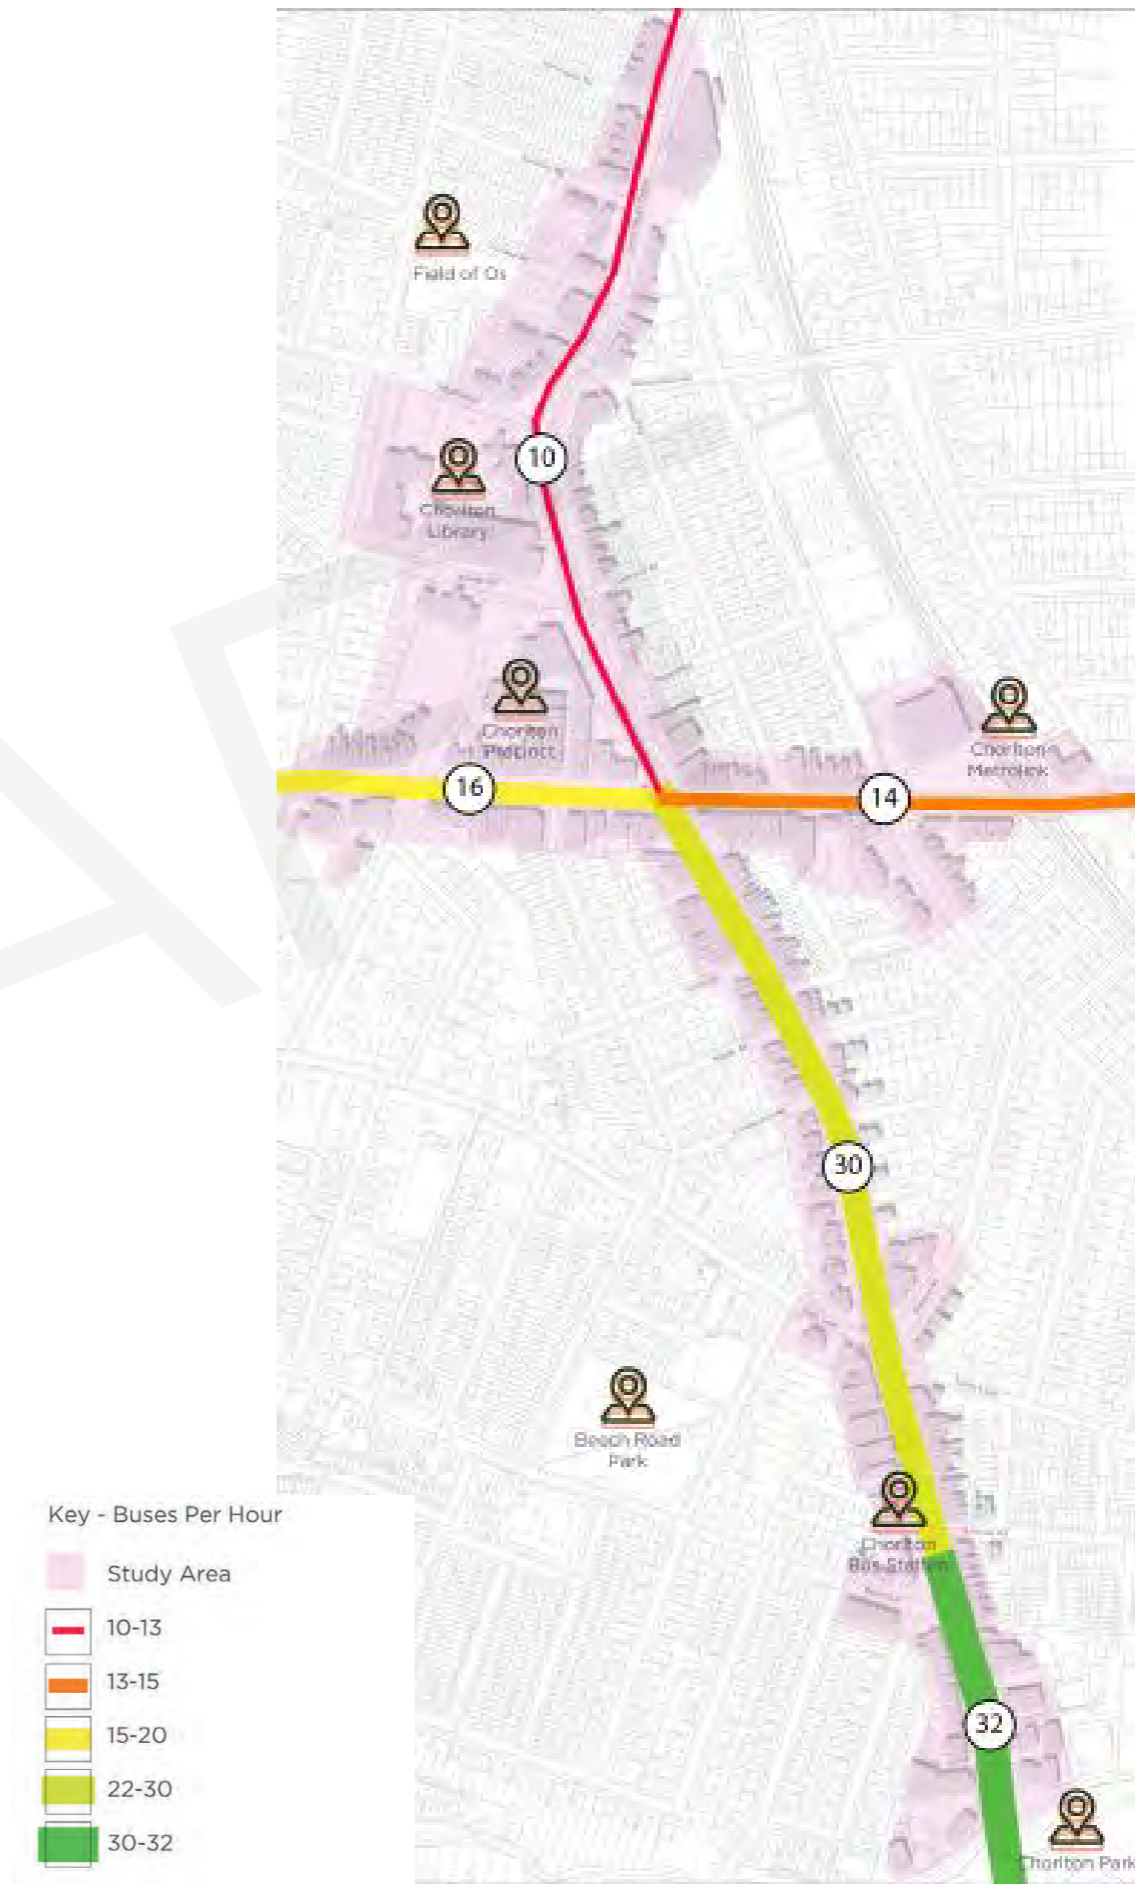 Field of Os
10
Chorlton
Library
Chorlton
Precinct
Chorlton
Metrolink
16
14
30
Beech Road
Park
Chorlton
Bus Station
32
Chorlton Park
Key - Buses Per Hour
Study Area
10-13
13-15
15-20
22-30
30-32